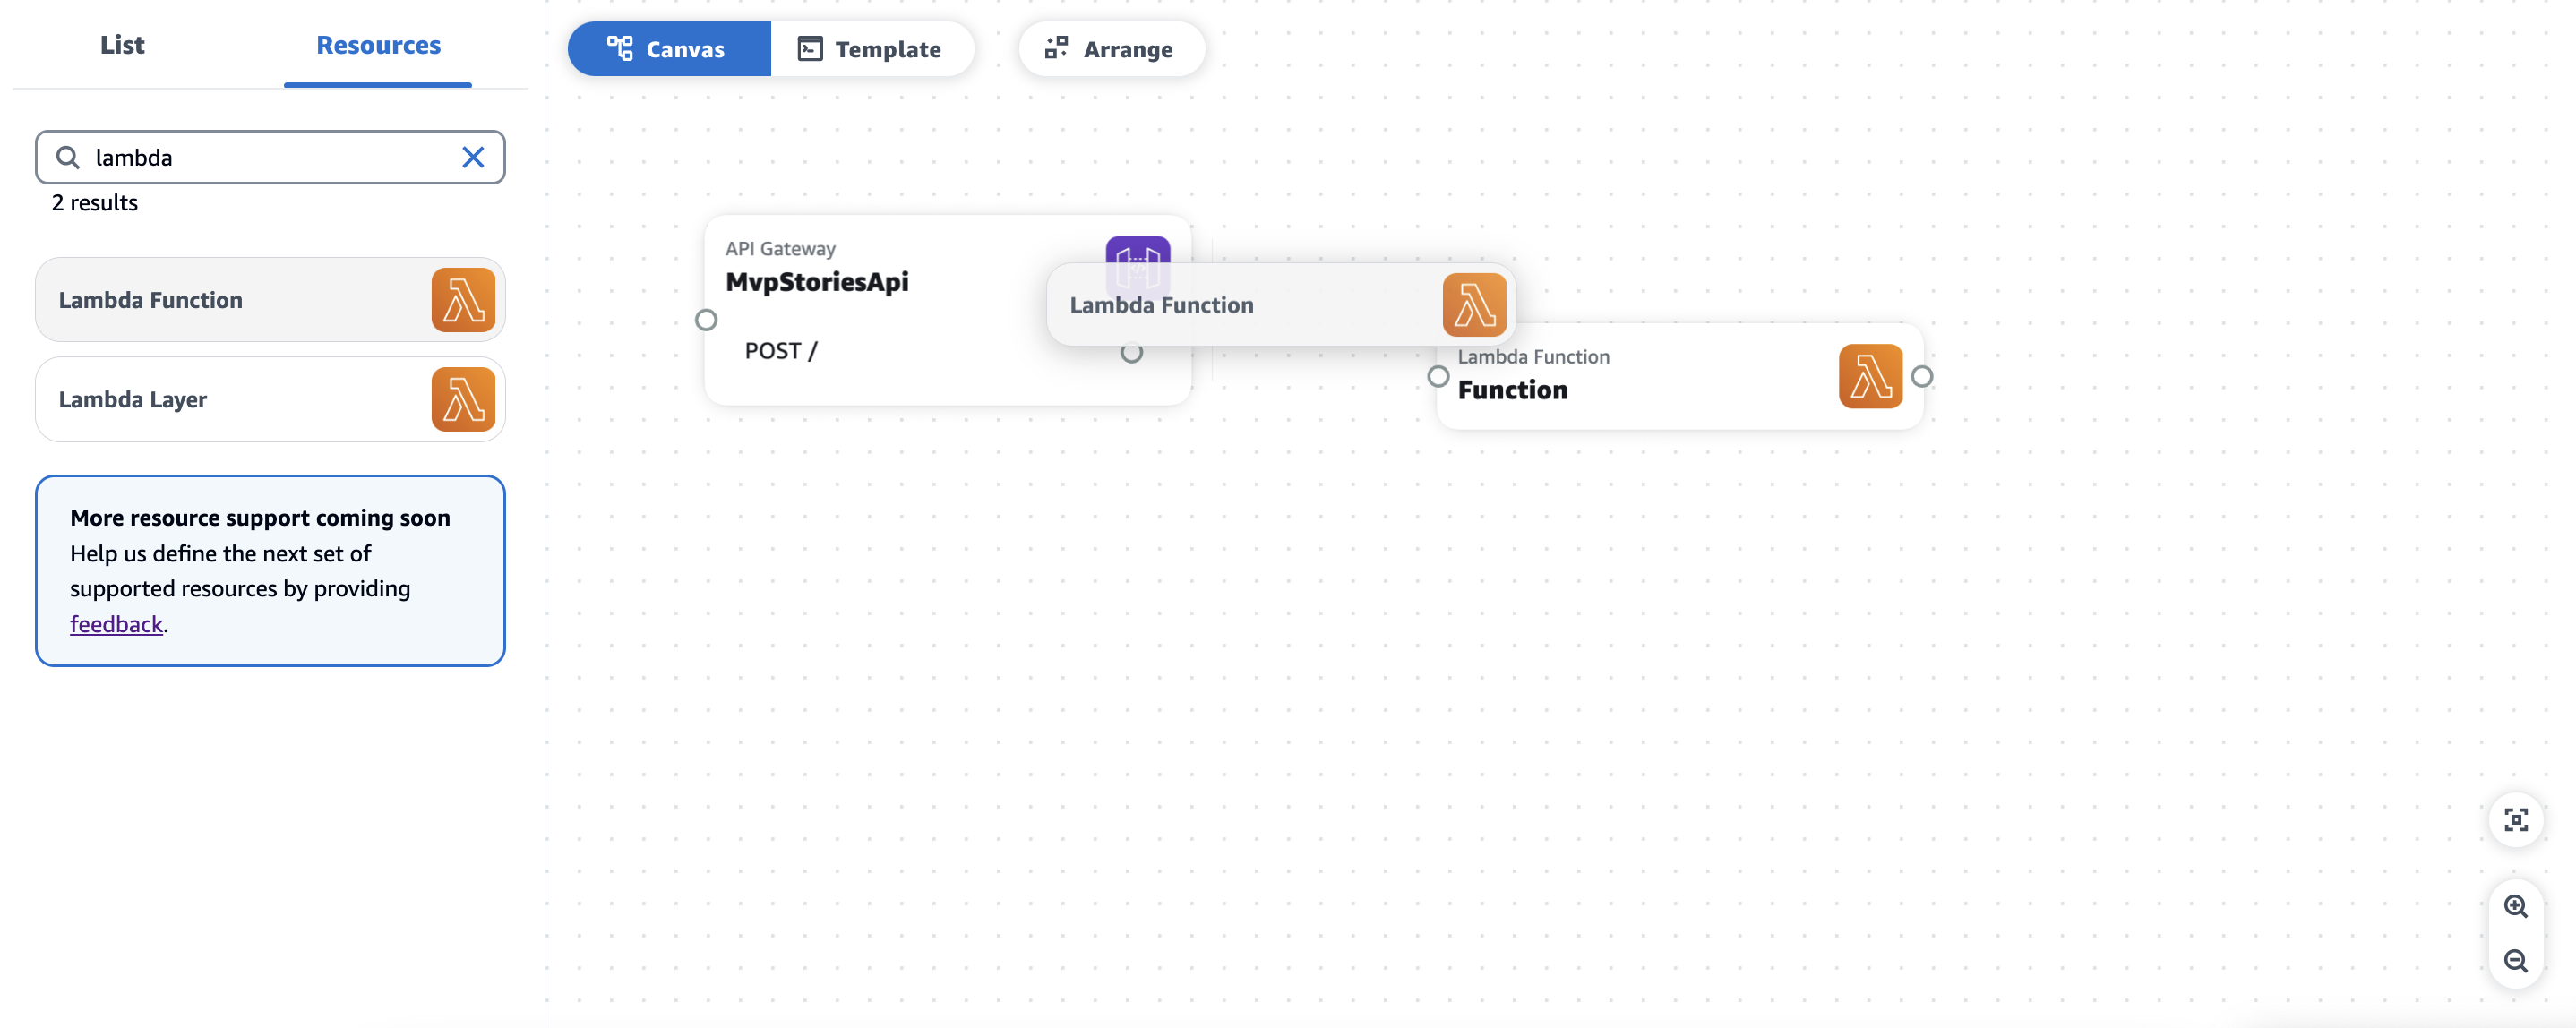 List
Resources
lambda
2 results
Lambda Function
Lambda Layer
More resource support coming soon
Help us define the next set of
supported resources by providing
feedback.
Canvas
Template
Arrange
API Gateway
MvpStoriesApi
POST /
Lambda Function
Lambda Function
Function